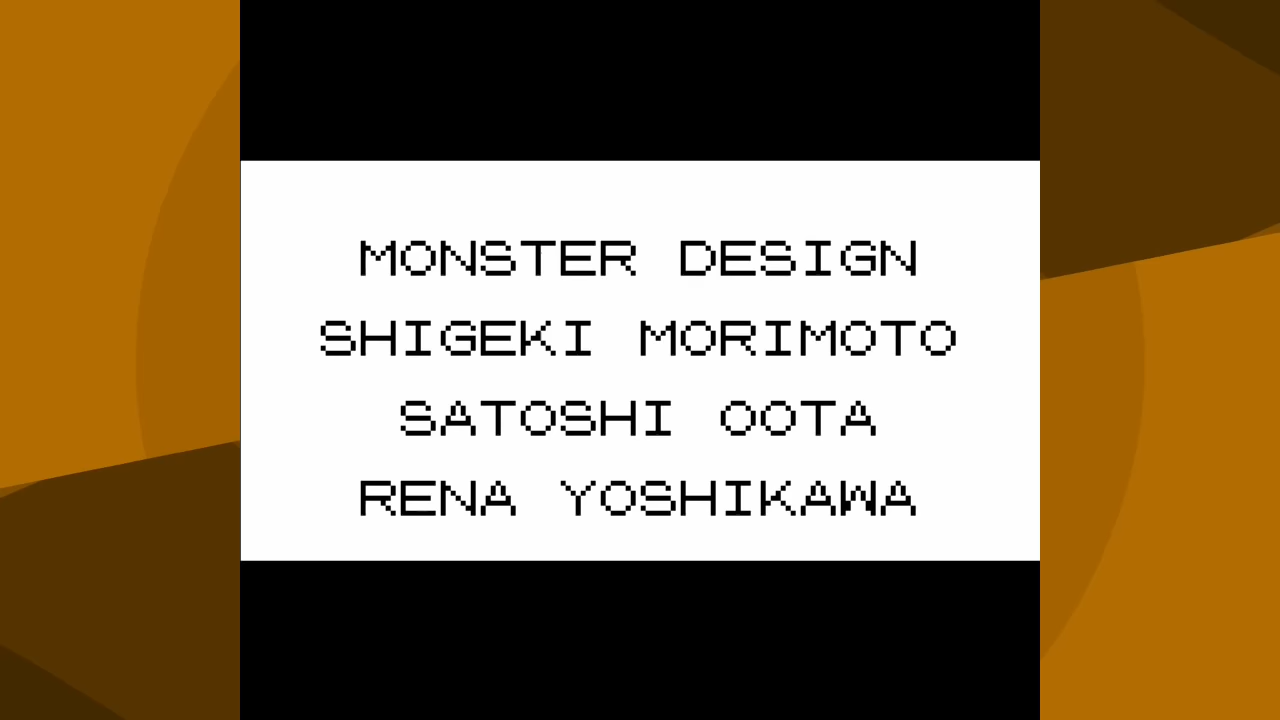 MONSTER DESIGN
SHIGEKI MORIMOTO
SATOSHI OOTA
RENA YOSHIKAWA